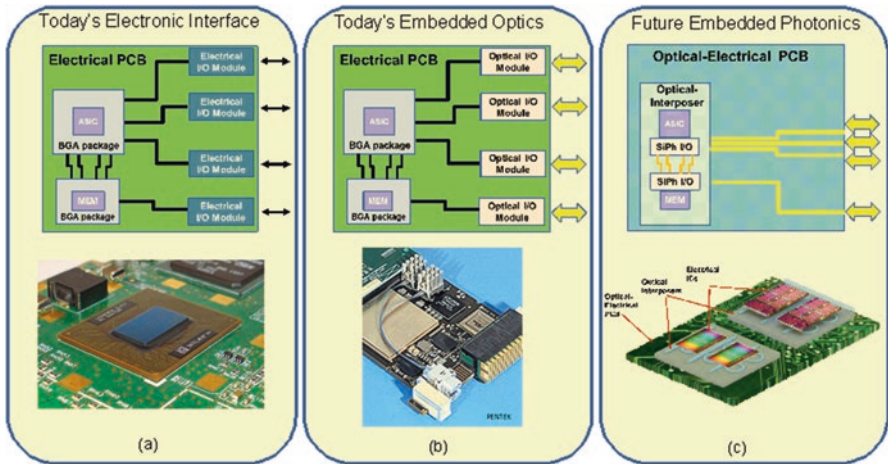 Today's Electronic Interface
Electrical PCB
Electrical
I/O Module
Electrical
I/O Module
Electrical
I/O Module
Electrical
I/O Module
ASIC
BGA package
MEM
BGA package
(a)
Today's Embedded Optics
Electrical PCB
Optical I/O
Module
Optical I/O
Module
Optical I/O
Module
Optical I/O
Module
ASIC
BGA package
MEM
BGA package
PENTEK
(b)
Future Embedded Photonics
Optical-Electrical PCB
Optical-
Interposer
ASIC
SiPh I/O
SiPh I/O
MEM
Electrical
ICs
Optical
Interposers
Optical-
Electrical
PCB
(c)